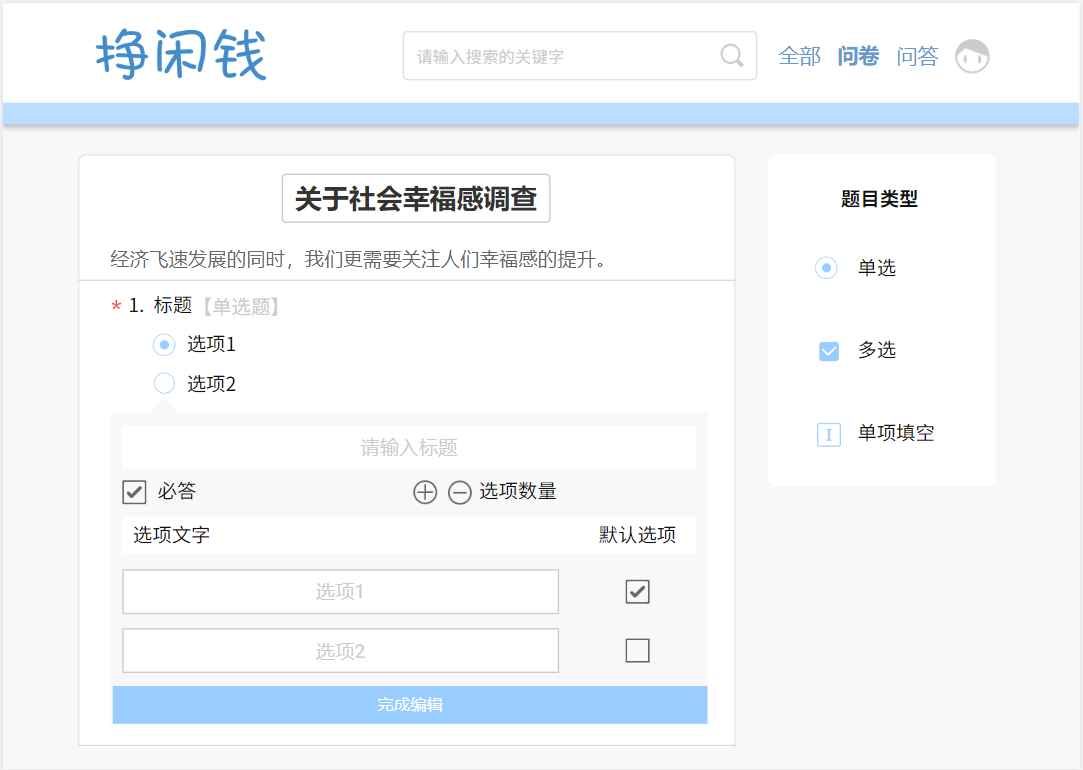 挣闲钱
请输入搜索的关键字
全部 问卷 问答
关于社会幸福感调查
经济飞速发展的同时，我们更需要关注人们幸福感的提升。
* 1. 标题【单选题】
选项1
选项2
请输入标题
必答 选项数量
选项文字 默认选项
选项1
选项2
完成编辑
题目类型
单选
多选
I 单项填空